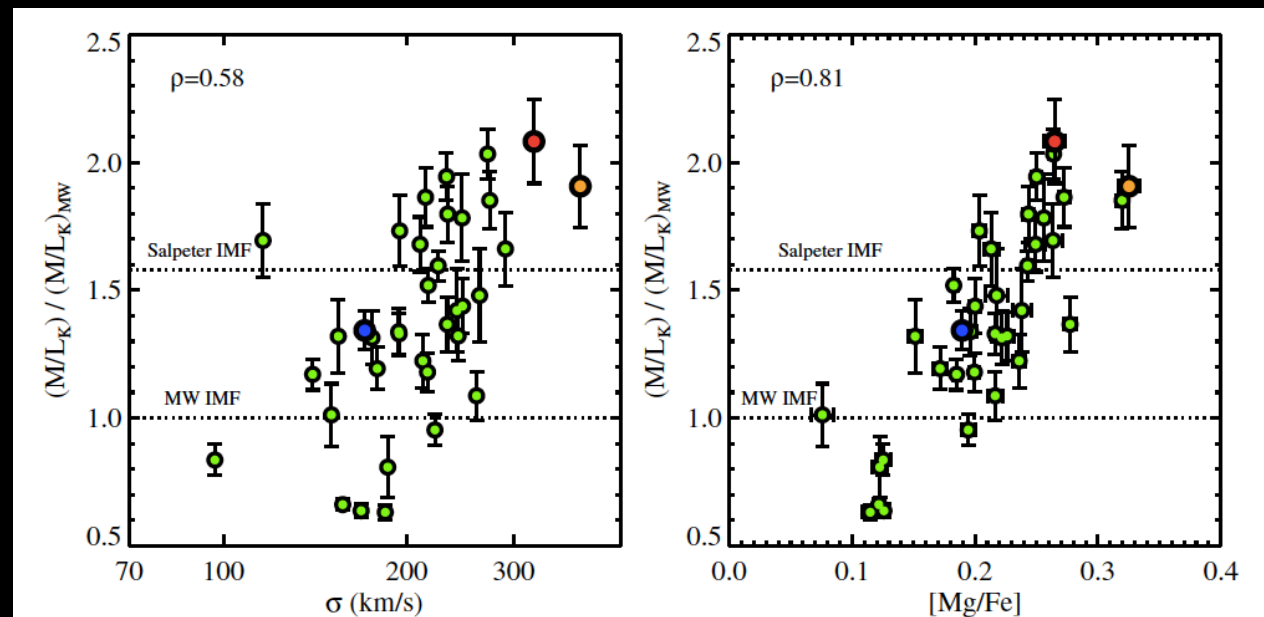 2.5
2.0
1.5
1.0
0.5
(M/L_K) / (M/L_K)_MW
ρ=0.58
Salpeter IMF
MW IMF
70
100
200
300
σ (km/s)
2.5
2.0
1.5
1.0
0.5
(M/L_K) / (M/L_K)_MW
ρ=0.81
Salpeter IMF
MW IMF
0.0
0.1
0.2
0.3
0.4
[Mg/Fe]